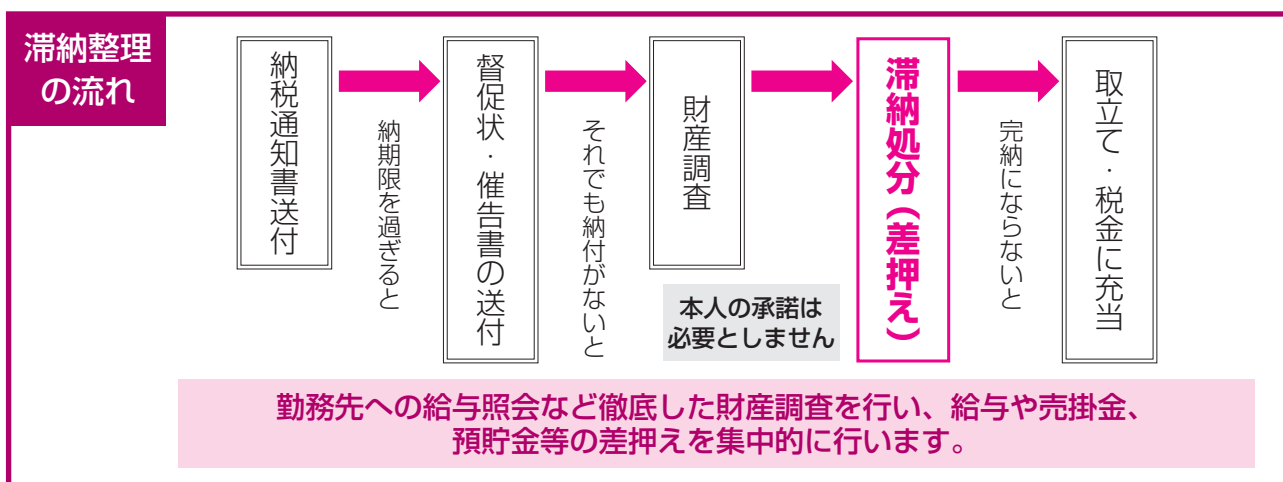 滞納整理
の流れ
納税通知書送付
納期限を過ぎると
督促状・催告書の送付
それでも納付がないと
財産調査
本人の承諾は
必要としません
滞納処分（差押え）
完納にならないと
取立て・税金に充当
勤務先への給与照会など徹底した財産調査を行い、給与や売掛金、
預貯金等の差押えを集中的に行います。